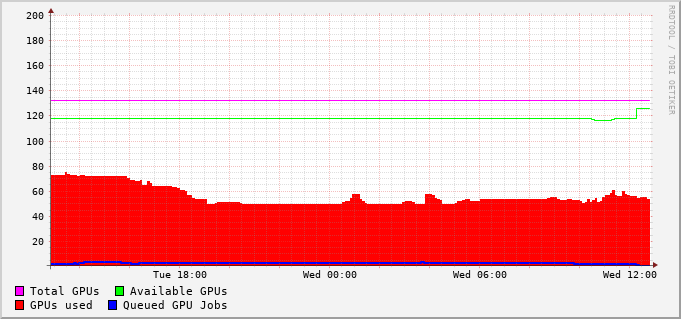 RRDTOOL / TOBI OETIKER
200
180
160
140
120
100
80
60
40
20
Tue 18:00 Wed 00:00 Wed 06:00 Wed 12:00
Total GPUs Available GPUs
GPUs used Queued GPU Jobs